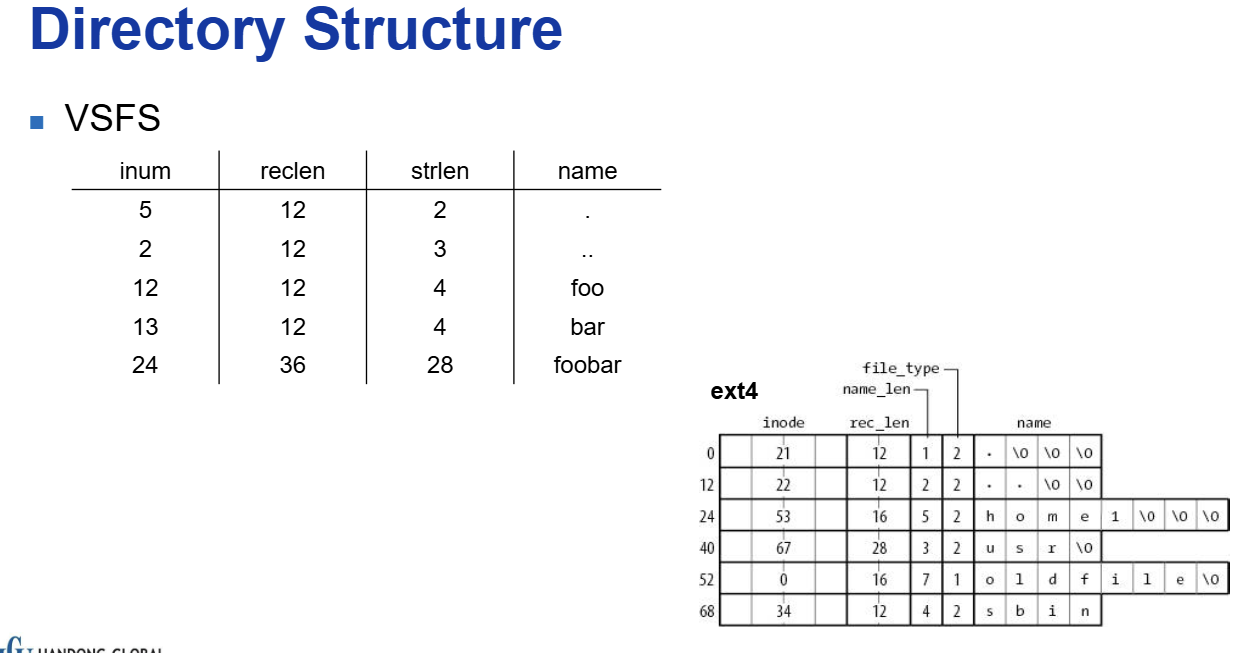 Directory Structure
VSFS
inum reclen strlen name
5 12 2 .
2 12 3 ..
12 12 4 foo
13 12 4 bar
24 36 28 foobar
file_type
ext4 name_len
inode rec_len name
0 21 12 1 2 . \0 \0 \0
12 22 12 2 2 . . \0 \0
24 53 16 5 2 h o m e 1 \0 \0 \0
40 67 28 3 2 u s r \0
52 0 16 7 1 o l d f i l e \0
68 34 12 4 2 s b i n
HANDONG GLOBAL